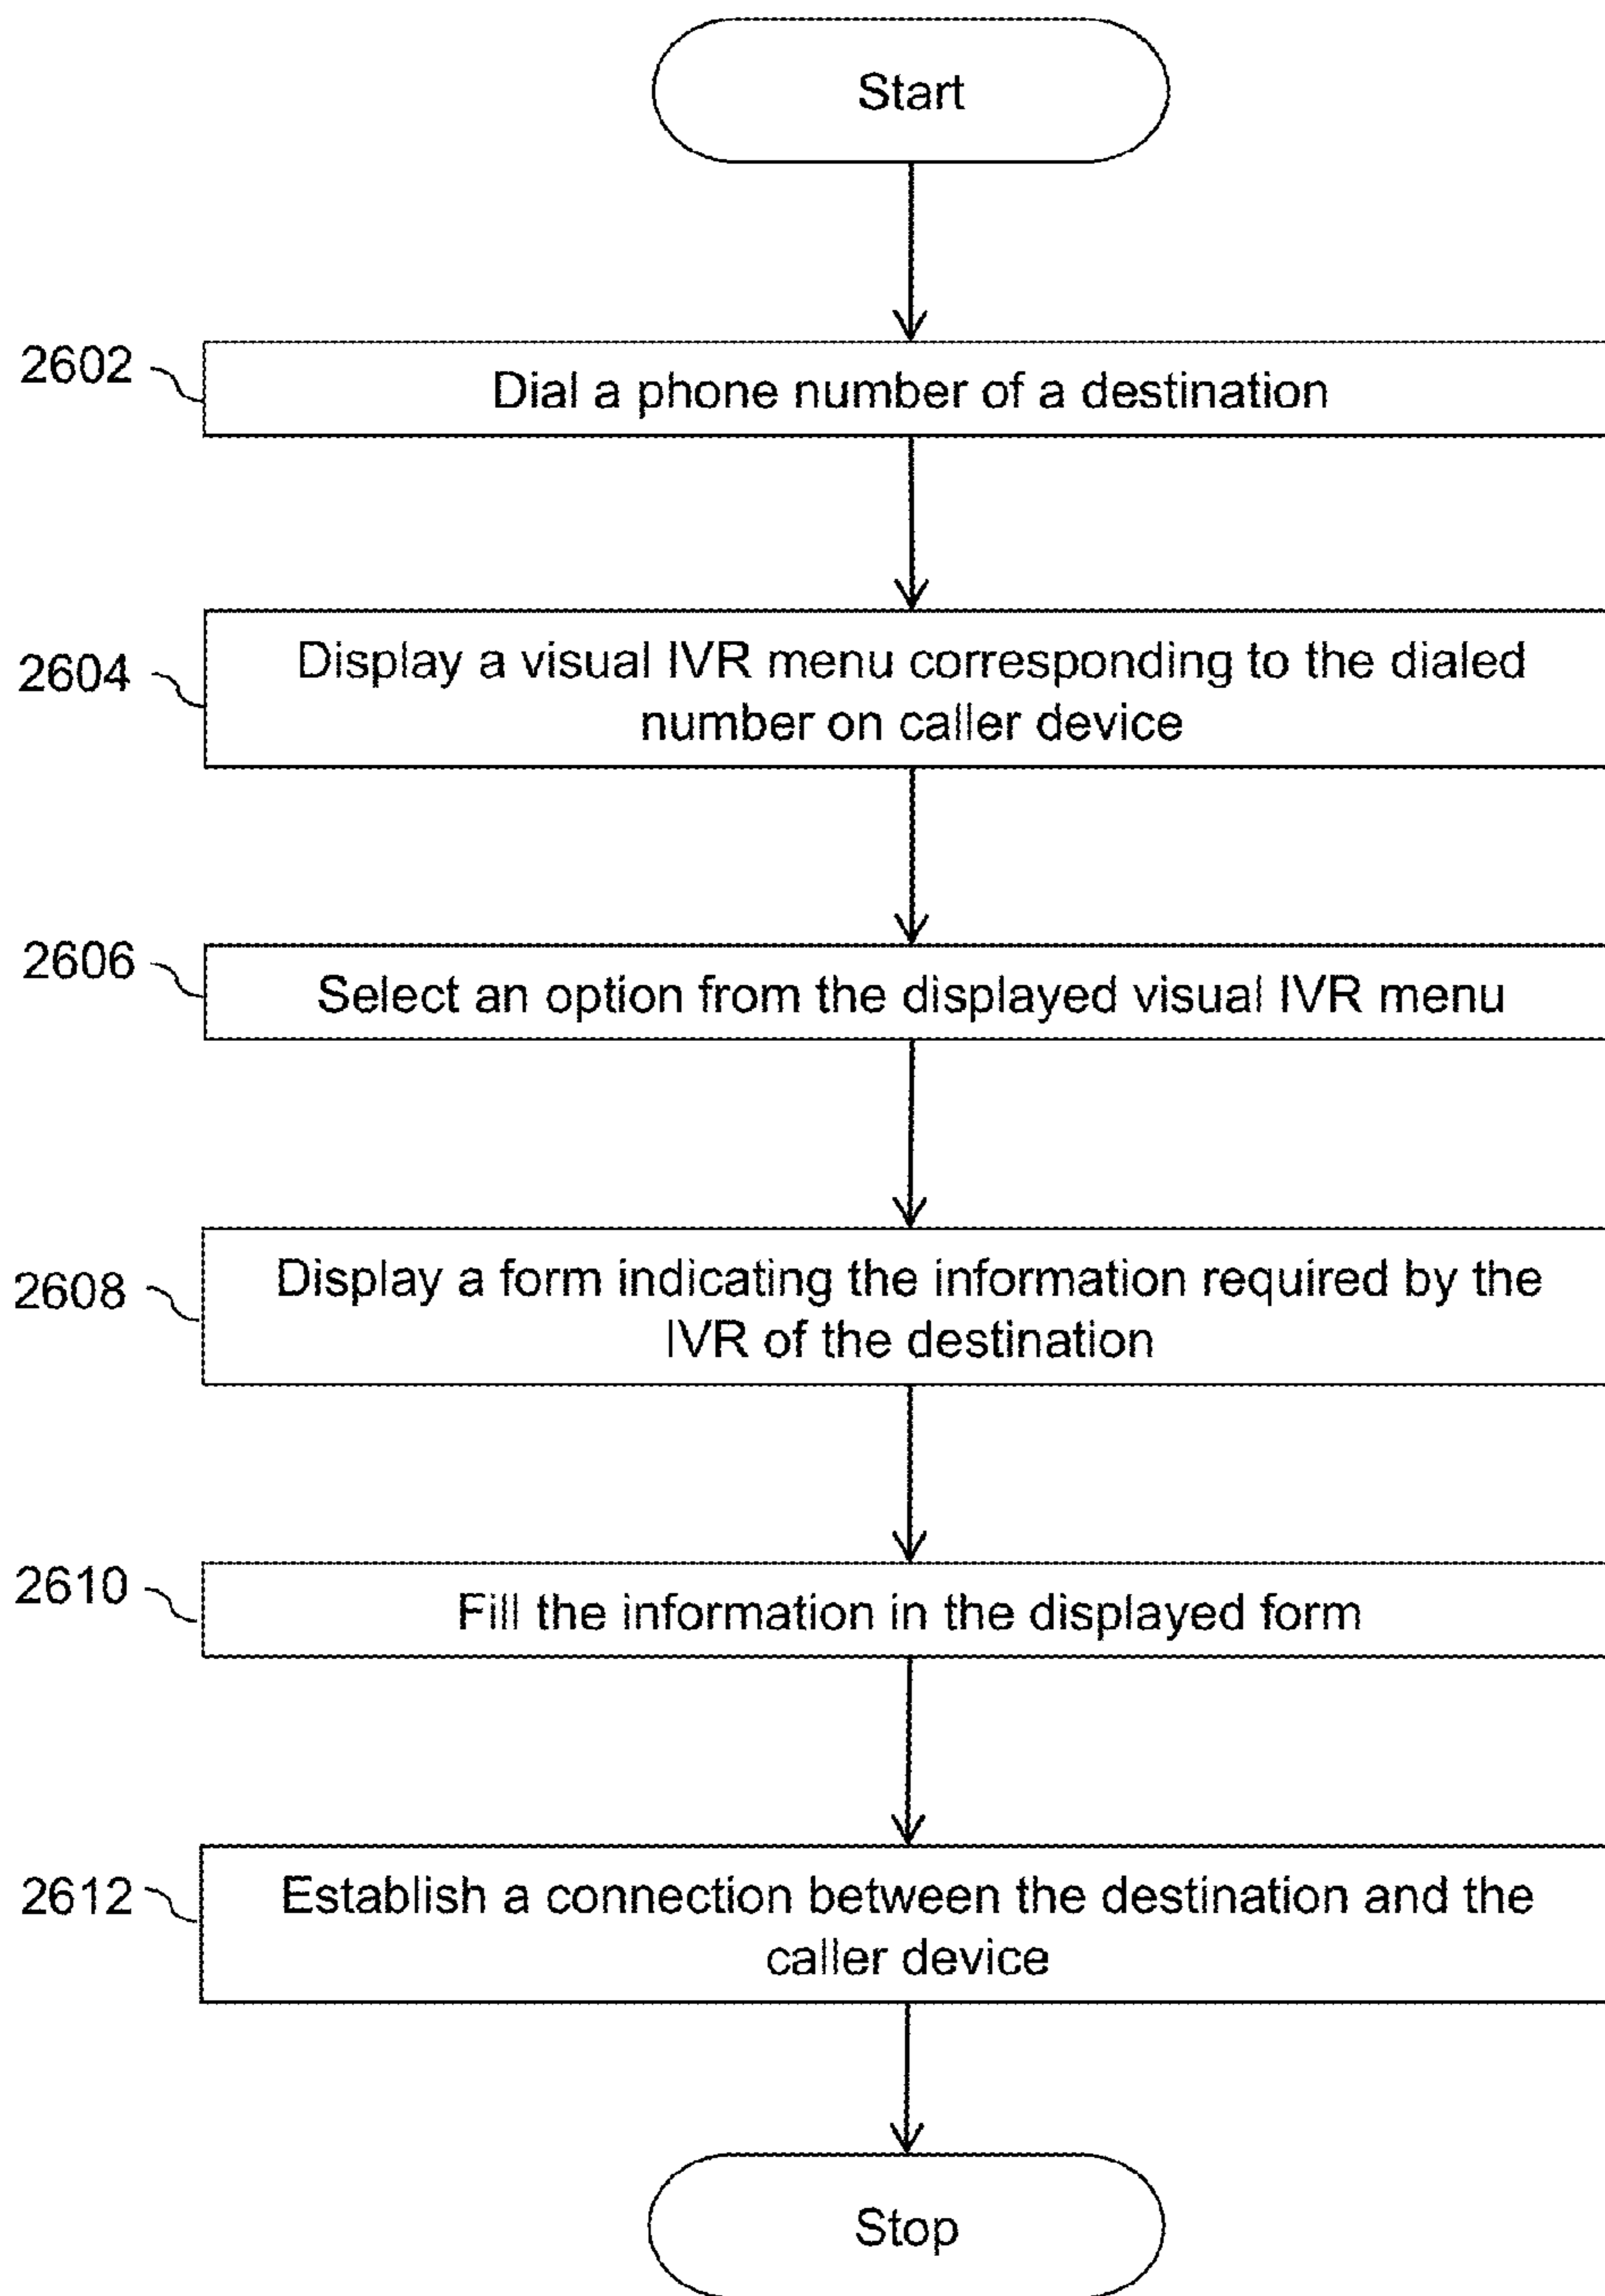 Start
2602
Dial a phone number of a destination
2604
Display a visual IVR menu corresponding to the dialed
number on caller device
2606
Select an option from the displayed visual IVR menu
2608
Display a form indicating the information required by the
IVR of the destination
2610
Fill the information in the displayed form
2612
Establish a connection between the destination and the
caller device
Stop